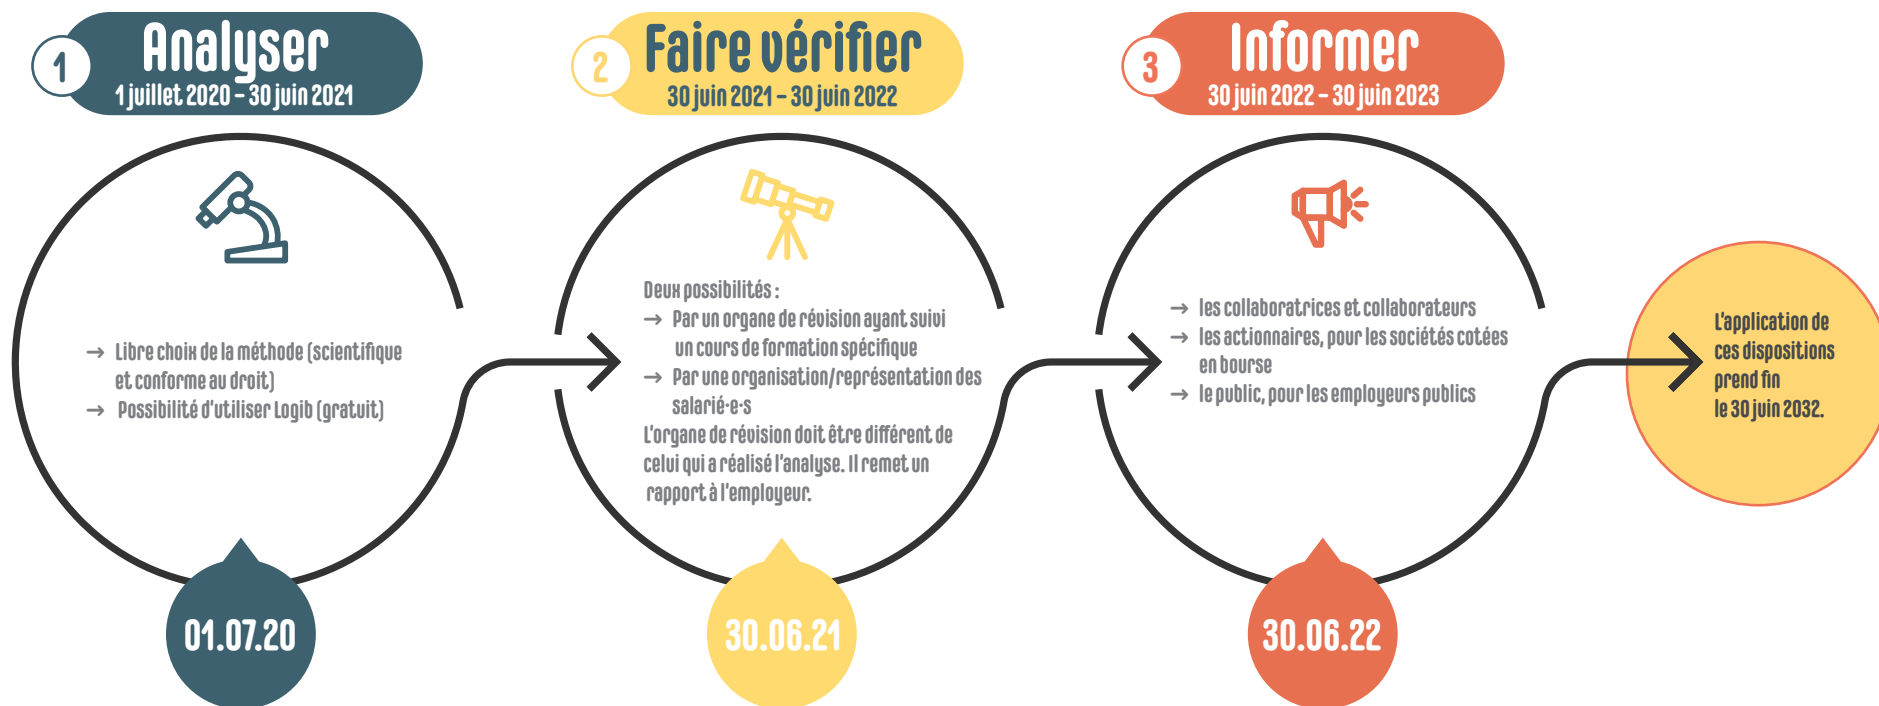 1
Analyser
1 juillet 2020 – 30 juin 2021
→ Libre choix de la méthode (scientifique
et conforme au droit)
→ Possibilité d'utiliser Logib (gratuit)
01.07.20
2
Faire vérifier
30 juin 2021 – 30 juin 2022
Deux possibilités :
→ Par un organe de révision ayant suivi
un cours de formation spécifique
→ Par une organisation/représentation des
salarié·e·s
L'organe de révision doit être différent de
celui qui a réalisé l'analyse. Il remet un
rapport à l'employeur.
30.06.21
3
Informer
30 juin 2022 – 30 juin 2023
→ les collaboratrices et collaborateurs
→ les actionnaires, pour les sociétés cotées
en bourse
→ le public, pour les employeurs publics
30.06.22
L'application de
ces dispositions
prend fin
le 30 juin 2032.